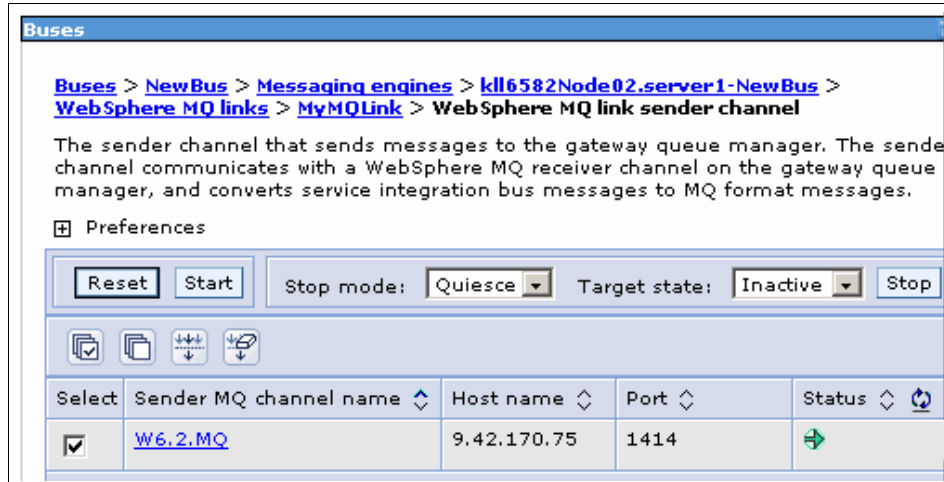 Buses
Buses > NewBus > Messaging engines > kll6582Node02.server1-NewBus >
WebSphere MQ links > MyMQLink > WebSphere MQ link sender channel
The sender channel that sends messages to the gateway queue manager. The sende
channel communicates with a WebSphere MQ receiver channel on the gateway queue
manager, and converts service integration bus messages to MQ format messages.
Preferences
Reset Start Stop mode: Quiesce Target state: Inactive Stop
Select Sender MQ channel name Host name Port Status
W6.2.MQ 9.42.170.75 1414